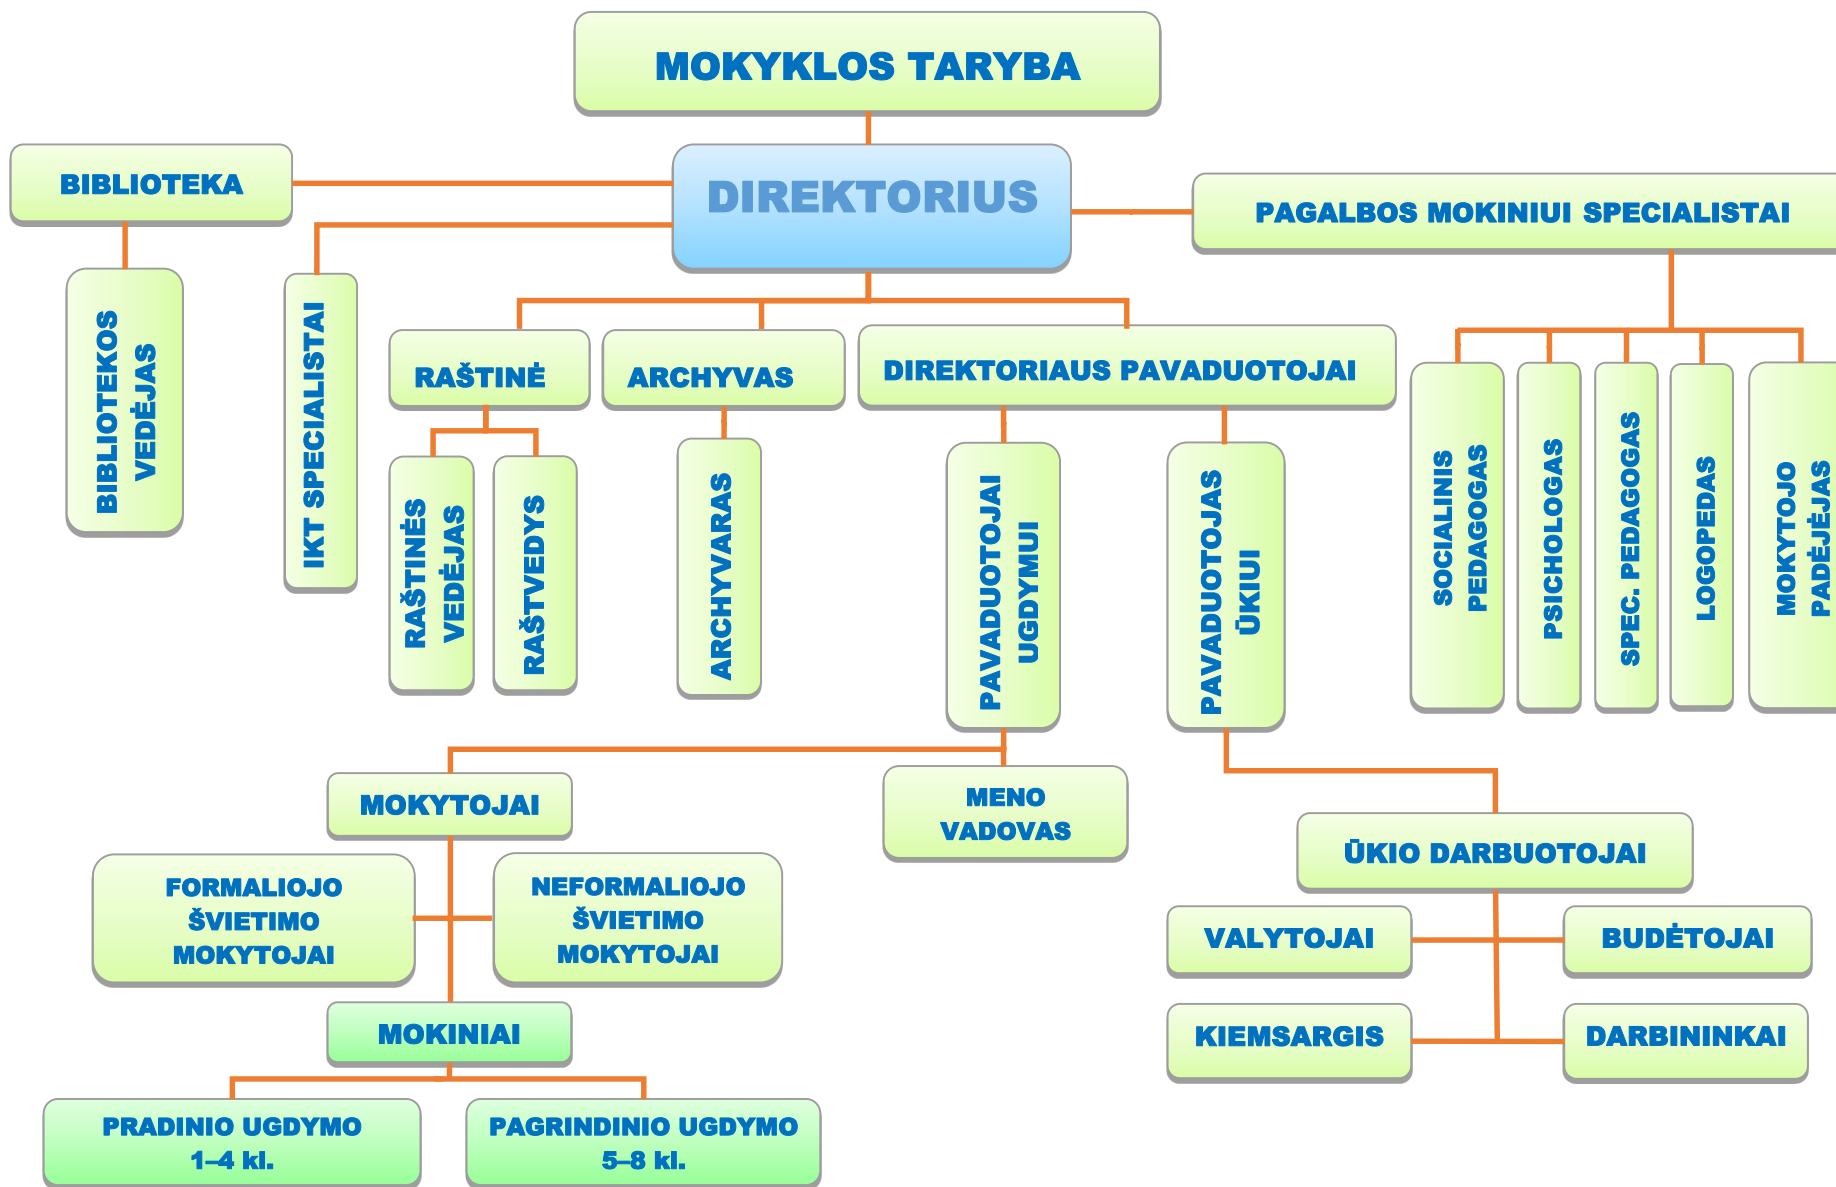 MOKYKLOS TARYBA
DIREKTORIUS
BIBLIOTEKA
PAGALBOS MOKINIUI SPECIALISTAI
BIBLIOTEKOS
VEDĖJAS
IKT SPECIALISTAI
RAŠTINĖ
ARCHYVAS
DIREKTORIAUS PAVADUOTOJAI
RAŠTINĖS
VEDĖJAS
RAŠTVEDYS
ARCHYVARAS
PAVADUOTOJAI
UGDYMUI
PAVADUOTOJAS
ŪKIUI
SOCIALINIS
PEDAGOGAS
PSICHOLOGAS
SPEC. PEDAGOGAS
LOGOPEDAS
MOKYTOJO
PADĖJĖJAS
MOKYTOJAI
MENO
VADOVAS
FORMALIOJO
ŠVIETIMO
MOKYTOJAI
NEFORMALIOJO
ŠVIETIMO
MOKYTOJAI
ŪKIO DARBUOTOJAI
VALYTOJAI
BUDĖTOJAI
KIEMSARGIS
DARBININKAI
MOKINIAI
PRADINIO UGDYMO
1–4 kl.
PAGRINDINIO UGDYMO
5–8 kl.